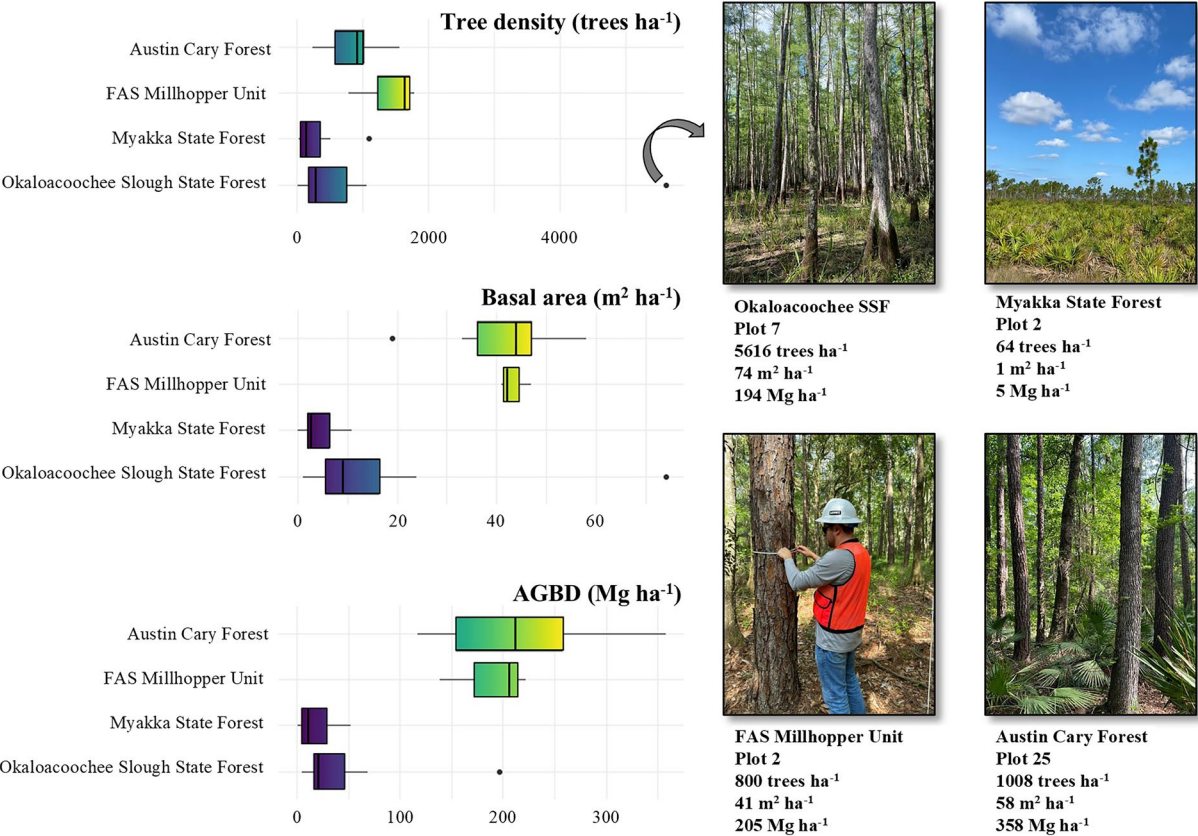 Tree density (trees ha-1)
Austin Cary Forest
FAS Millhopper Unit
Myakka State Forest
Okaloacoochee Slough State Forest
0 2000 4000
Basal area (m2 ha-1)
Austin Cary Forest
FAS Millhopper Unit
Myakka State Forest
Okaloacoochee Slough State Forest
0 20 40 60
AGBD (Mg ha-1)
Austin Cary Forest
FAS Millhopper Unit
Myakka State Forest
Okaloacoochee Slough State Forest
0 100 200 300
Okaloacoochee SSF
Plot 7
5616 trees ha-1
74 m2 ha-1
194 Mg ha-1
Myakka State Forest
Plot 2
64 trees ha-1
1 m2 ha-1
5 Mg ha-1
FAS Millhopper Unit
Plot 2
800 trees ha-1
41 m2 ha-1
205 Mg ha-1
Austin Cary Forest
Plot 25
1008 trees ha-1
58 m2 ha-1
358 Mg ha-1